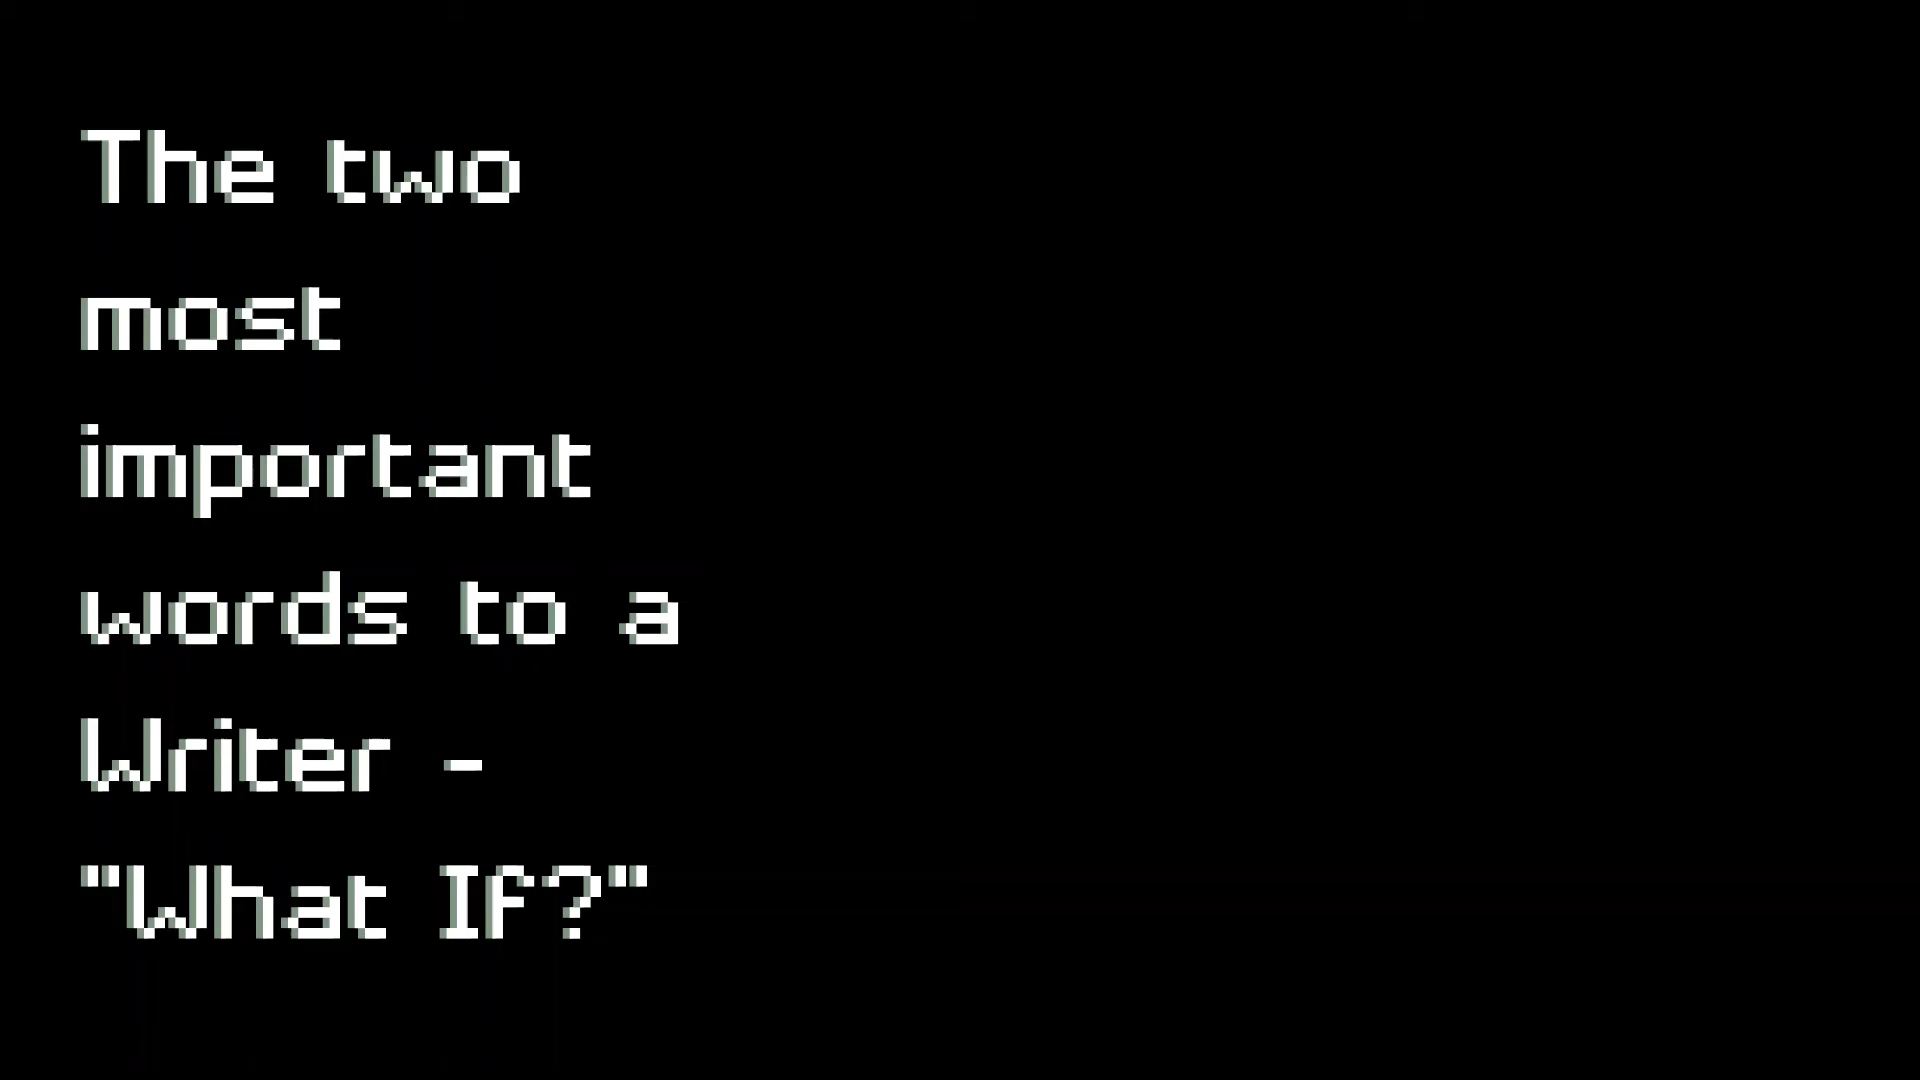 The two
most
important
words to a
Writer -
"What If?"